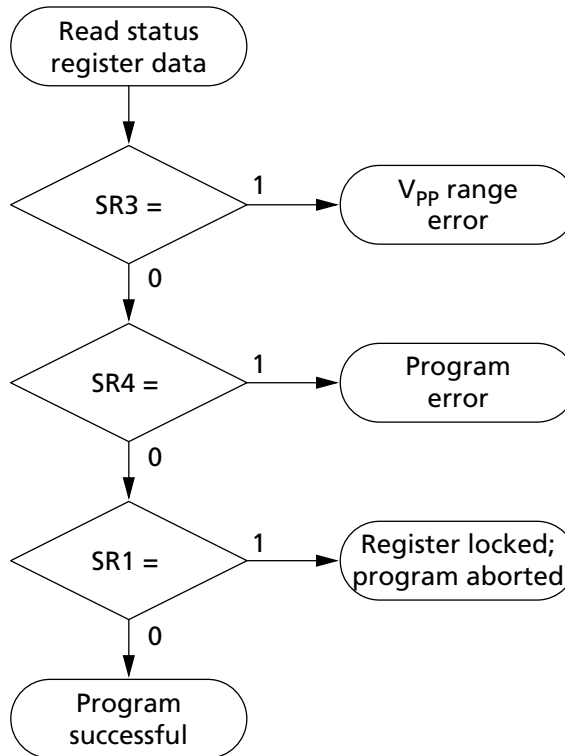 Read status
register data
SR3 =
1
V_PP range
error
0
SR4 =
1
Program
error
0
SR1 =
1
Register locked;
program aborted
0
Program
successful